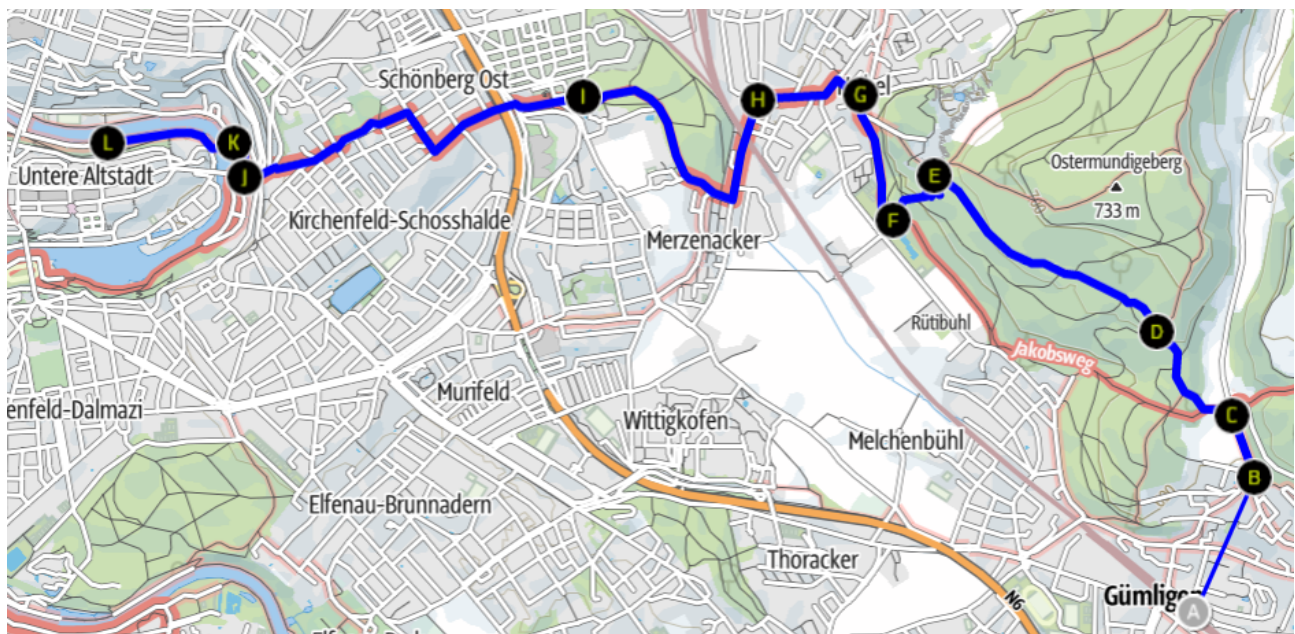 Schönberg Ost
I
H
G
L
K
E
Ostermundigeberg
Untere Altstadt
J
733 m
Kirchenfeld-Schosshalde
F
Merzenacker
Rütibuhl
D
Jakobsweg
Murifeld
enfeld-Dalmazi
Wittigkofen
C
Melchenbühl
B
Elfenau-Brunnadern
Thoracker
N6
Gümligen
A